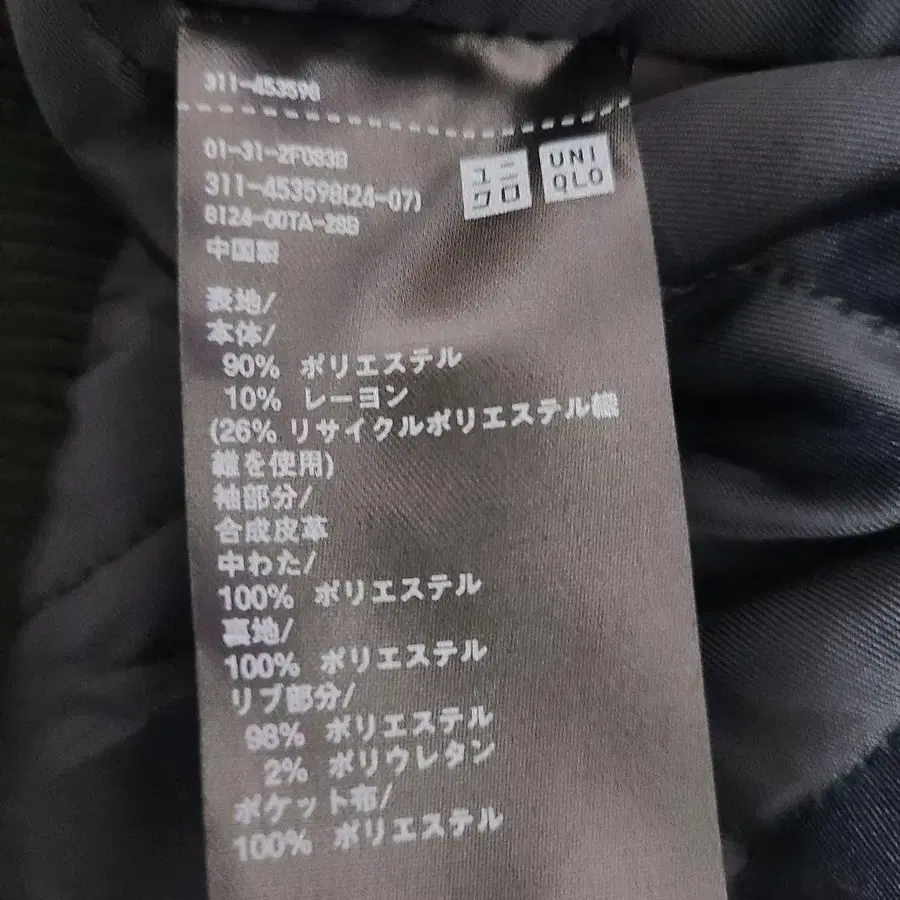 311-453598
01-31-2F083B
311-453598(24-07)
8124-00TA-28B
中国製
ユニ
クロ
UNI
QLO
表地/
本体/
90% ポリエステル
10% レーヨン
(26% リサイクルポリエステル繊
維を使用)
袖部分/
合成皮革
中わた/
100% ポリエステル
裏地/
100% ポリエステル
リブ部分/
98% ポリエステル
2% ポリウレタン
ポケット布/
100% ポリエステル